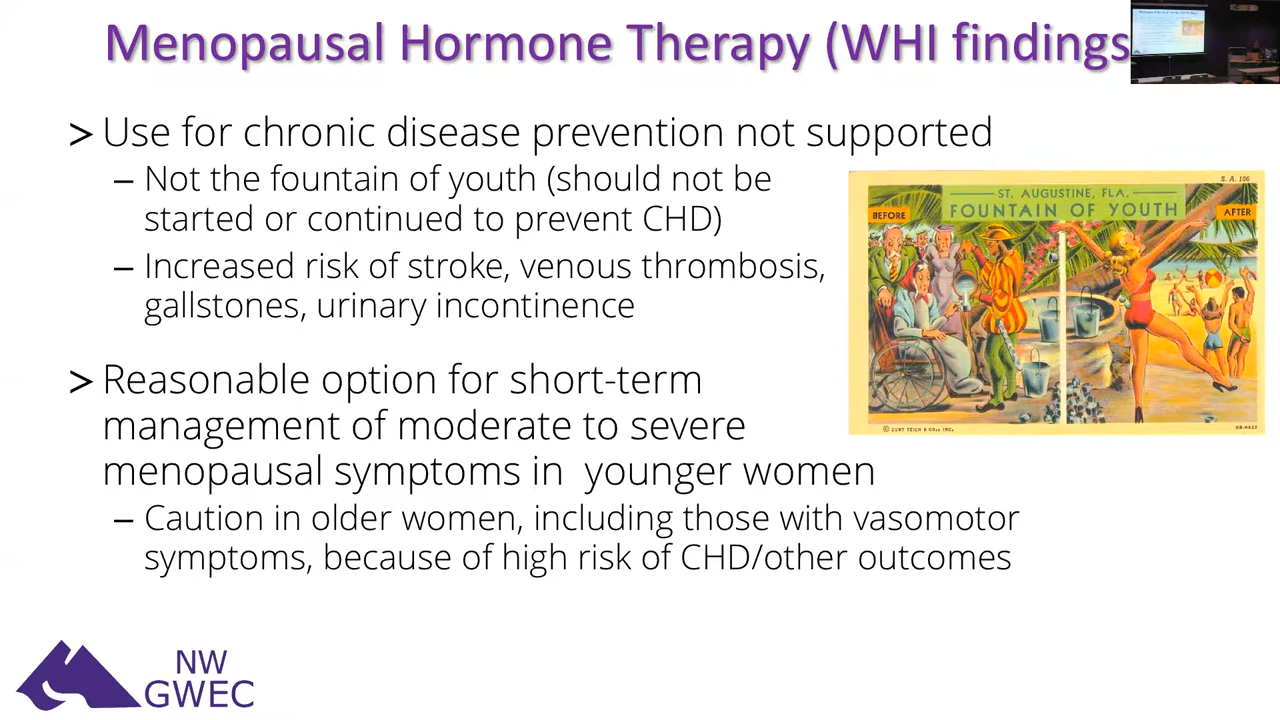 Menopausal Hormone Therapy (WHI findings
> Use for chronic disease prevention not supported
– Not the fountain of youth (should not be
started or continued to prevent CHD)
– Increased risk of stroke, venous thrombosis,
gallstones, urinary incontinence
S. A. 106
ST. AUGUSTINE, FLA.
FOUNTAIN OF YOUTH
BEFORE
AFTER
© CURT TEICH & CO., INC.
> Reasonable option for short-term
management of moderate to severe
menopausal symptoms in younger women
– Caution in older women, including those with vasomotor
symptoms, because of high risk of CHD/other outcomes
NW
GWEC